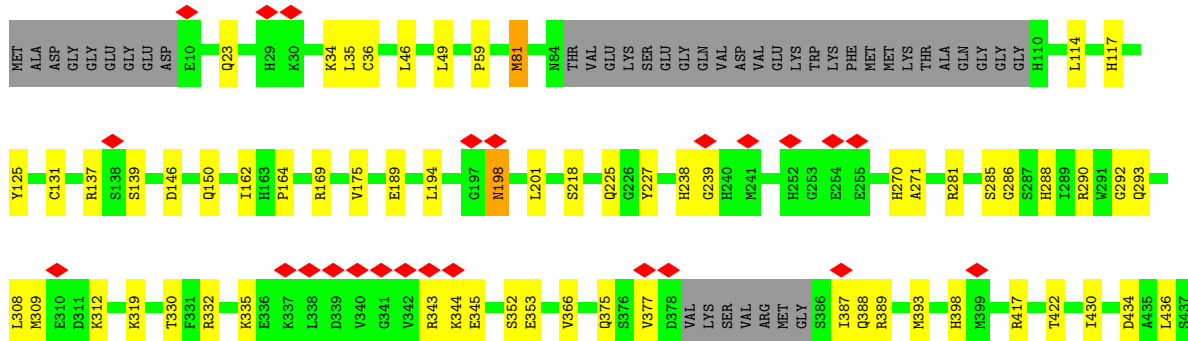 MET ALA ASP GLY GLY GLU GLY GLU ASP E10 Q23 H29 K30 K34 L35 C36 L46 L49 P59 M81 N84 THR VAL GLU LYS SER GLU GLY GLN VAL ASP VAL GLU LYS TRP LYS PHE MET MET LYS THR ALA GLN GLY GLY GLY H110 L114 H117
Y125 C131 R137 S138 S139 D146 Q150 I162 H163 P164 R169 V175 E189 L194 G197 N198 L201 S218 Q225 G226 Y227 H238 G239 H240 M241 H252 G253 E254 E255 H270 A271 R281 S285 G286 S287 H288 I289 R290 W291 G292 Q293
L308 M309 E310 D311 K312 K319 T330 F331 R332 K335 E336 K337 L338 D339 V340 G341 V342 R343 K344 E345 S352 E353 V366 Q375 S376 V377 D378 VAL LYS SER VAL ARG MET GLY S386 I387 Q388 R389 M393 H398 M399 R417 T422 I430 D434 A435 L436 S437